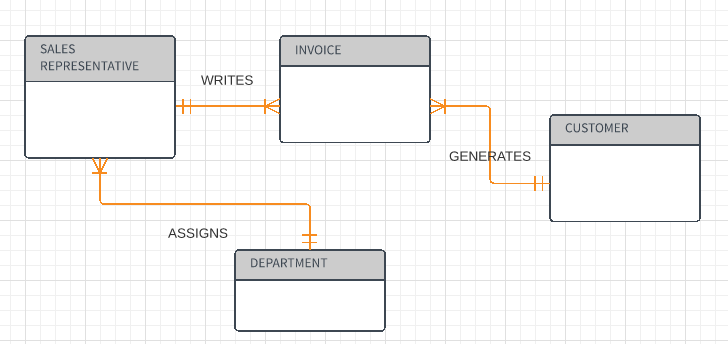 SALES
REPRESENTATIVE
WRITES
INVOICE
CUSTOMER
GENERATES
ASSIGNS
DEPARTMENT